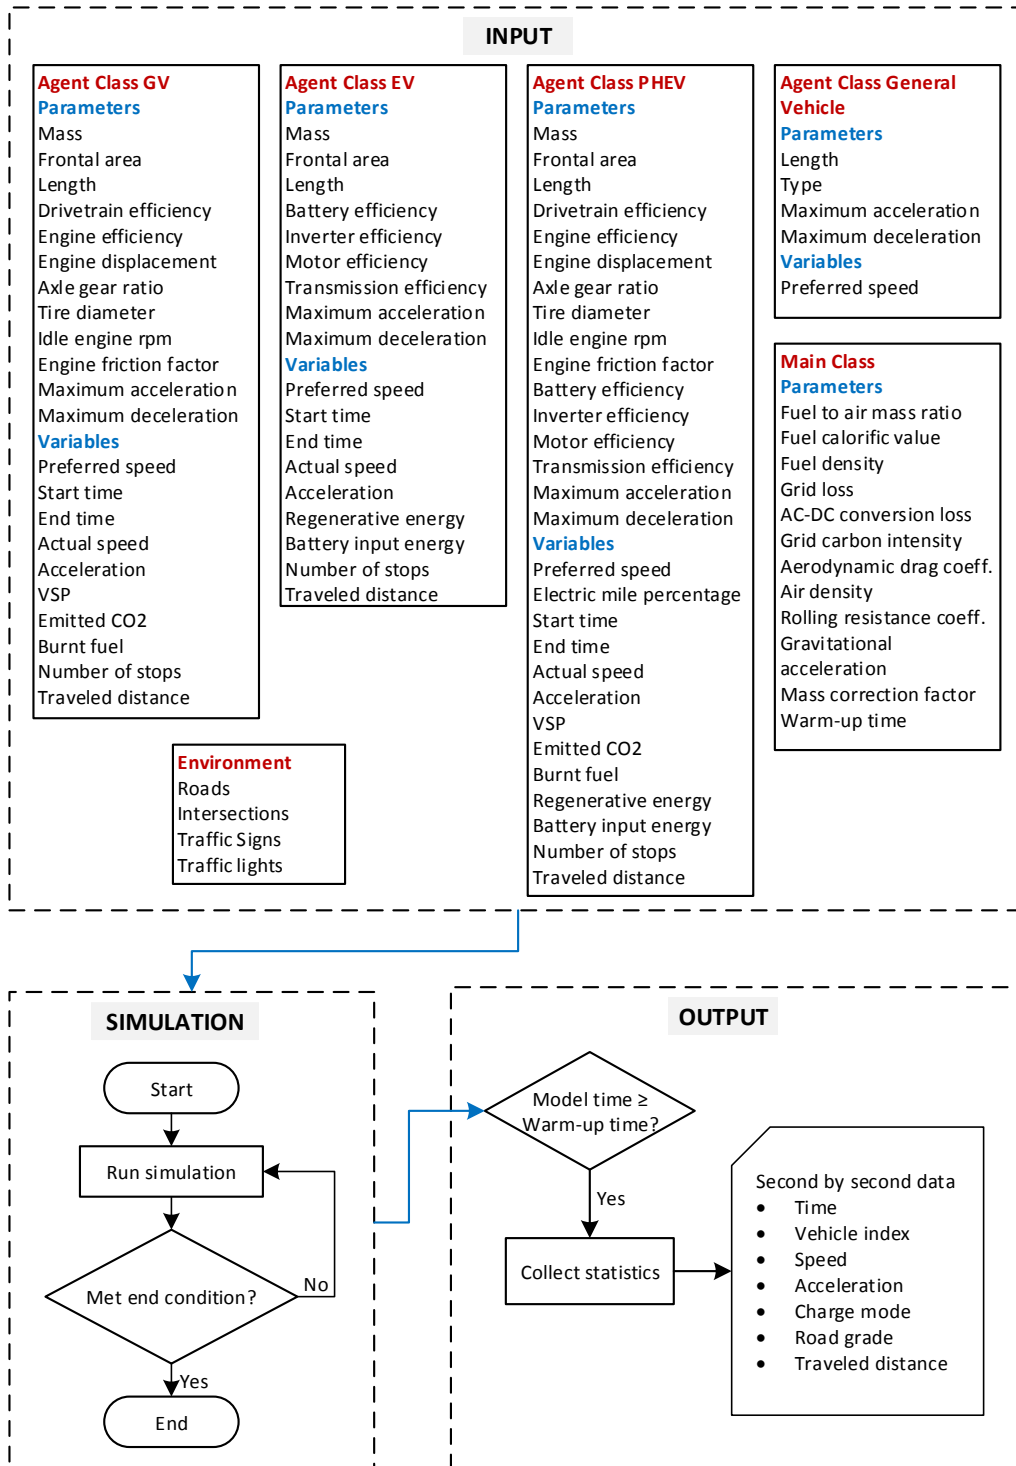 INPUT
Agent Class GV
Parameters
Mass
Frontal area
Length
Drivetrain efficiency
Engine efficiency
Engine displacement
Axle gear ratio
Tire diameter
Idle engine rpm
Engine friction factor
Maximum acceleration
Maximum deceleration
Variables
Preferred speed
Start time
End time
Actual speed
Acceleration
VSP
Emitted CO2
Burnt fuel
Number of stops
Traveled distance
Agent Class EV
Parameters
Mass
Frontal area
Length
Battery efficiency
Inverter efficiency
Motor efficiency
Transmission efficiency
Maximum acceleration
Maximum deceleration
Variables
Preferred speed
Start time
End time
Actual speed
Acceleration
Regenerative energy
Battery input energy
Number of stops
Traveled distance
Agent Class PHEV
Parameters
Mass
Frontal area
Length
Drivetrain efficiency
Engine efficiency
Engine displacement
Axle gear ratio
Tire diameter
Idle engine rpm
Engine friction factor
Battery efficiency
Inverter efficiency
Motor efficiency
Transmission efficiency
Maximum acceleration
Maximum deceleration
Variables
Preferred speed
Electric mile percentage
Start time
End time
Actual speed
Acceleration
VSP
Emitted CO2
Burnt fuel
Regenerative energy
Battery input energy
Number of stops
Traveled distance
Agent Class General
Vehicle
Parameters
Length
Type
Maximum acceleration
Maximum deceleration
Variables
Preferred speed
Main Class
Parameters
Fuel to air mass ratio
Fuel calorific value
Fuel density
Grid loss
AC-DC conversion loss
Grid carbon intensity
Aerodynamic drag coeff.
Air density
Rolling resistance coeff.
Gravitational
acceleration
Mass correction factor
Warm-up time
Environment
Roads
Intersections
Traffic Signs
Traffic lights
SIMULATION
Start
Run simulation
Met end condition?
No
Yes
End
OUTPUT
Model time ≥
Warm-up time?
Yes
Collect statistics
Second by second data
• Time
• Vehicle index
• Speed
• Acceleration
• Charge mode
• Road grade
• Traveled distance